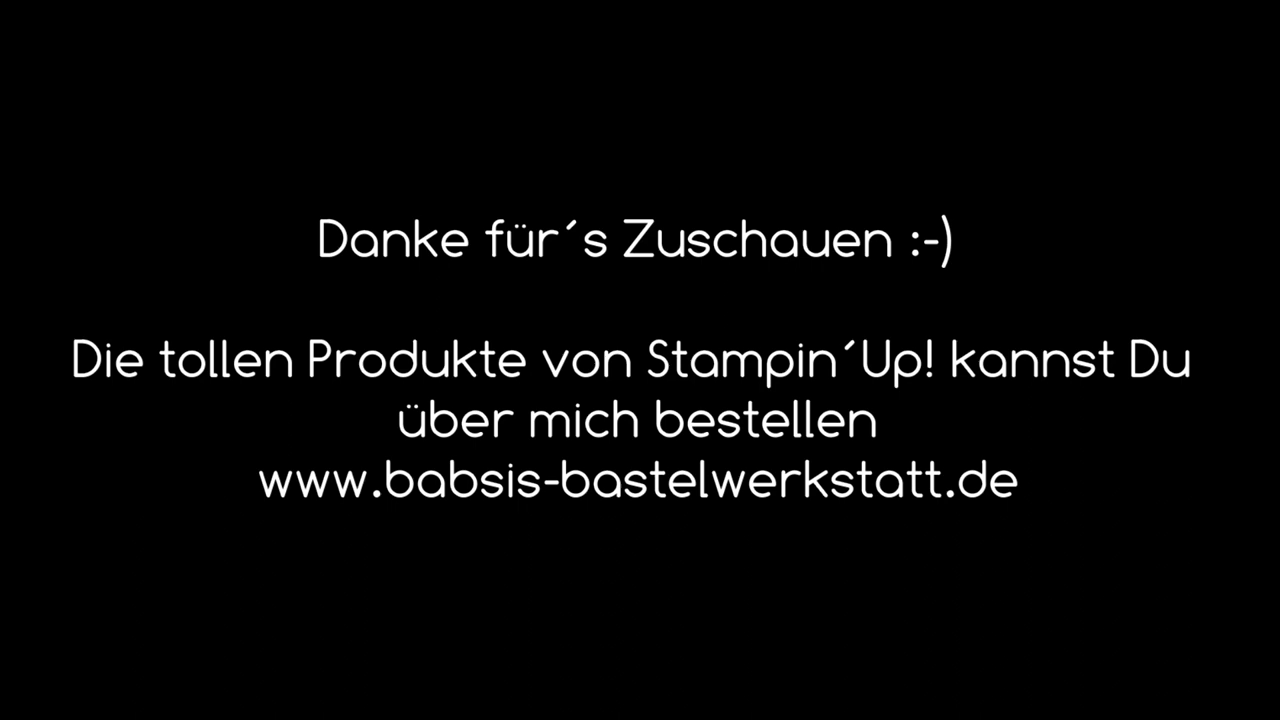 Danke für´s Zuschauen :-)
Die tollen Produkte von Stampin´Up! kannst Du
über mich bestellen
www.babsis-bastelwerkstatt.de